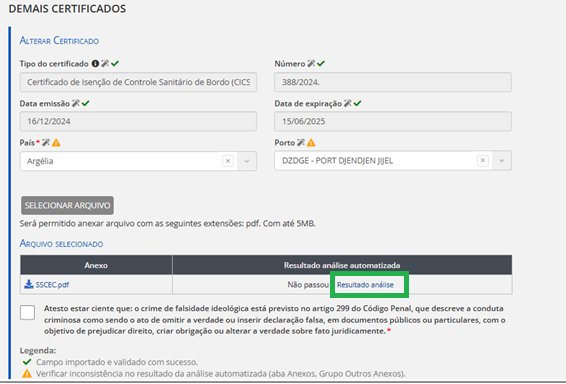 DEMAIS CERTIFICADOS
Alterar Certificado
Tipo do certificado
Número
Certificado de Isenção de Controle Sanitário de Bordo (CICS
388/2024.
Data emissão
Data de expiração
16/12/2024
15/06/2025
País*
Porto
Argélia
DZDGE - PORT DJENDJEN JIJEL
SELECIONAR ARQUIVO
Será permitido anexar arquivo com as seguintes extensões: pdf. Com até 5MB.
Arquivo selecionado
Anexo
Resultado análise automatizada
SSCEC.pdf
Não passou Resultado análise
Atesto estar ciente que: o crime de falsidade ideológica está previsto no artigo 299 do Código Penal, que descreve a conduta
criminosa como sendo o ato de omitir a verdade ou inserir declaração falsa, em documentos públicos ou particulares, com o
objetivo de prejudicar direito, criar obrigação ou alterar a verdade sobre fato juridicamente. *
Legenda:
Campo importado e validado com sucesso.
Verificar inconsistência no resultado da análise automatizada (aba Anexos, Grupo Outros Anexos).